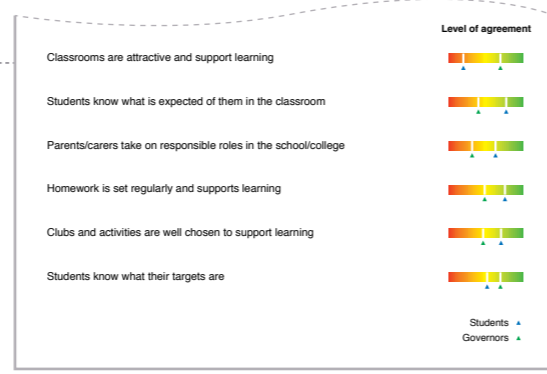 Level of agreement
Classrooms are attractive and support learning
Students know what is expected of them in the classroom
Parents/carers take on responsible roles in the school/college
Homework is set regularly and supports learning
Clubs and activities are well chosen to support learning
Students know what their targets are
Students
Governors